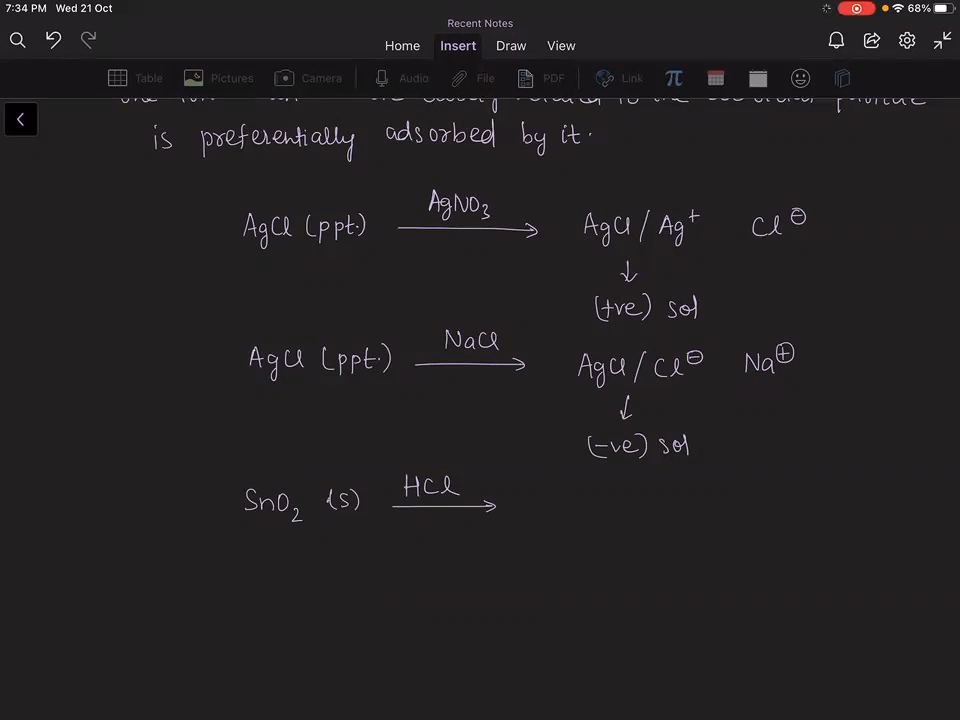 7:34 PM Wed 21 Oct 68%
Recent Notes
Home Insert Draw View
Table Pictures Camera Audio File PDF Link
is preferentially adsorbed by it.
AgCl (ppt.) AgNO3 → AgCl / Ag+ Cl⊖
↓
(+ve) sol
AgCl (ppt.) NaCl → AgCl / Cl⊖ Na⊕
↓
(-ve) sol
SnO2 (s) HCl →